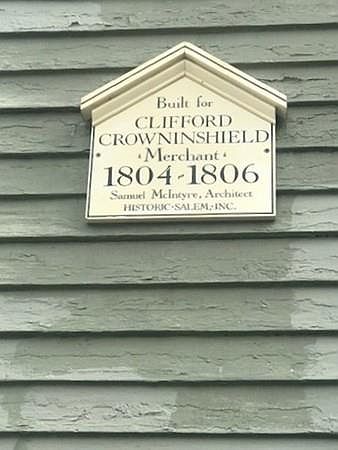 Built for
CLIFFORD
CROWNINSHIELD
Merchant
1804-1806
Samuel McIntyre, Architect
HISTORIC·SALEM, INC.